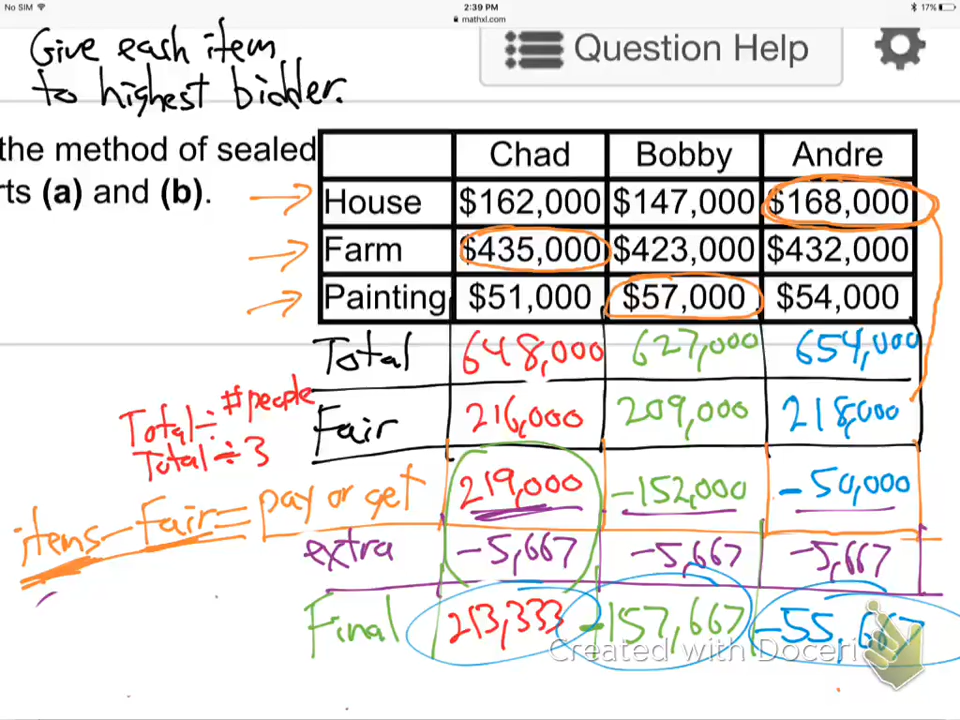 No SIM 2:39 PM 17%
mathxl.com
Give each item
to highest bidder.
Question Help
the method of sealed
rts (a) and (b).
Chad Bobby Andre
House $162,000 $147,000 $168,000
Farm $435,000 $423,000 $432,000
Painting $51,000 $57,000 $54,000
Total 648,000 627,000 654,000
Total ÷ #people
Total ÷ 3
Fair 216,000 209,000 218,000
items - Fair = pay or get 219,000 -152,000 -50,000
extra -5,667 -5,667 -5,667
Final 213,333 -157,667 -55,667
Created with Doceri